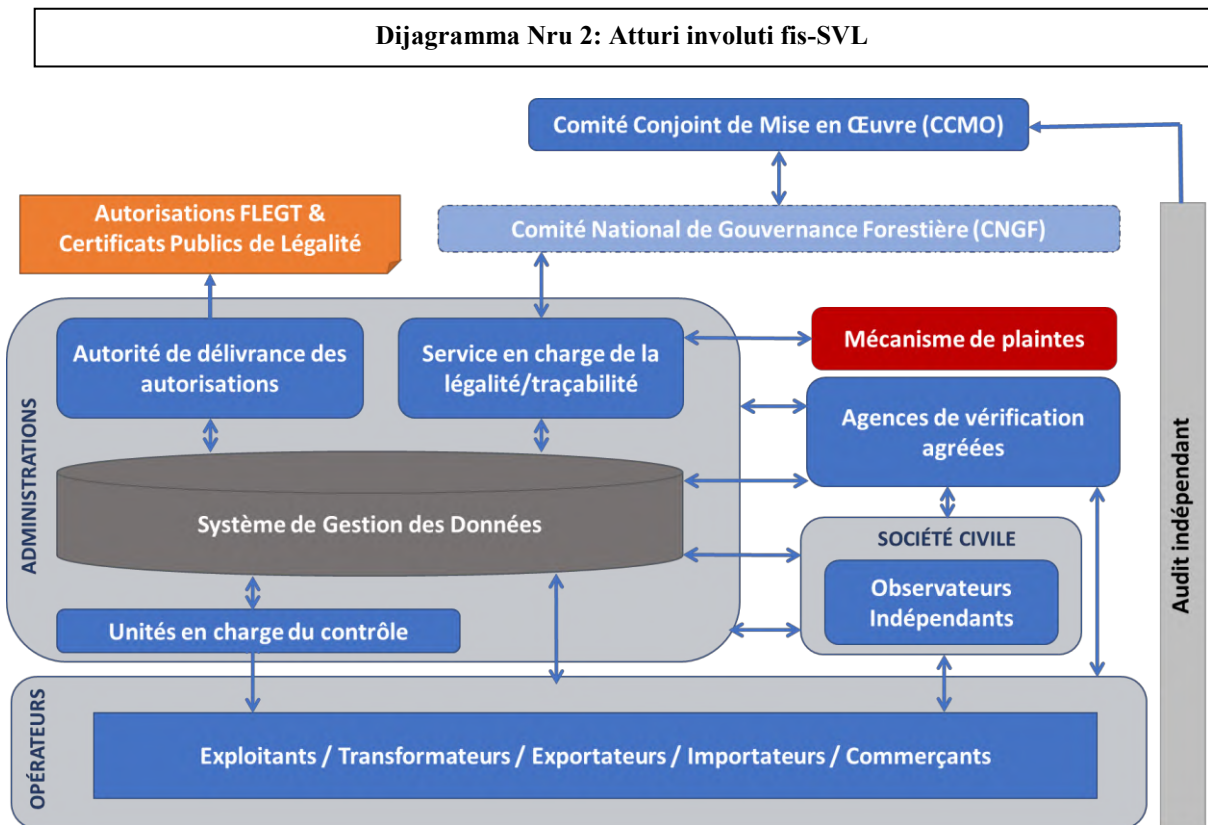 Dijagramma Nru 2: Atturi involuti fis-SVL
Comité Conjoint de Mise en Œuvre (CCMO)
Autorisations FLEGT &
Certificats Publics de Légalité
Comité National de Gouvernance Forestière (CNGF)
ADMINISTRATIONS
Autorité de délivrance des
autorisations
Service en charge de la
légalité/traçabilité
Mécanisme de plaintes
Agences de vérification
agréées
Système de Gestion des Données
SOCIÉTÉ CIVILE
Observateurs
Indépendants
Unités en charge du contrôle
Audit indépendant
OPÉRATEURS
Exploitants / Transformateurs / Exportateurs / Importateurs / Commerçants